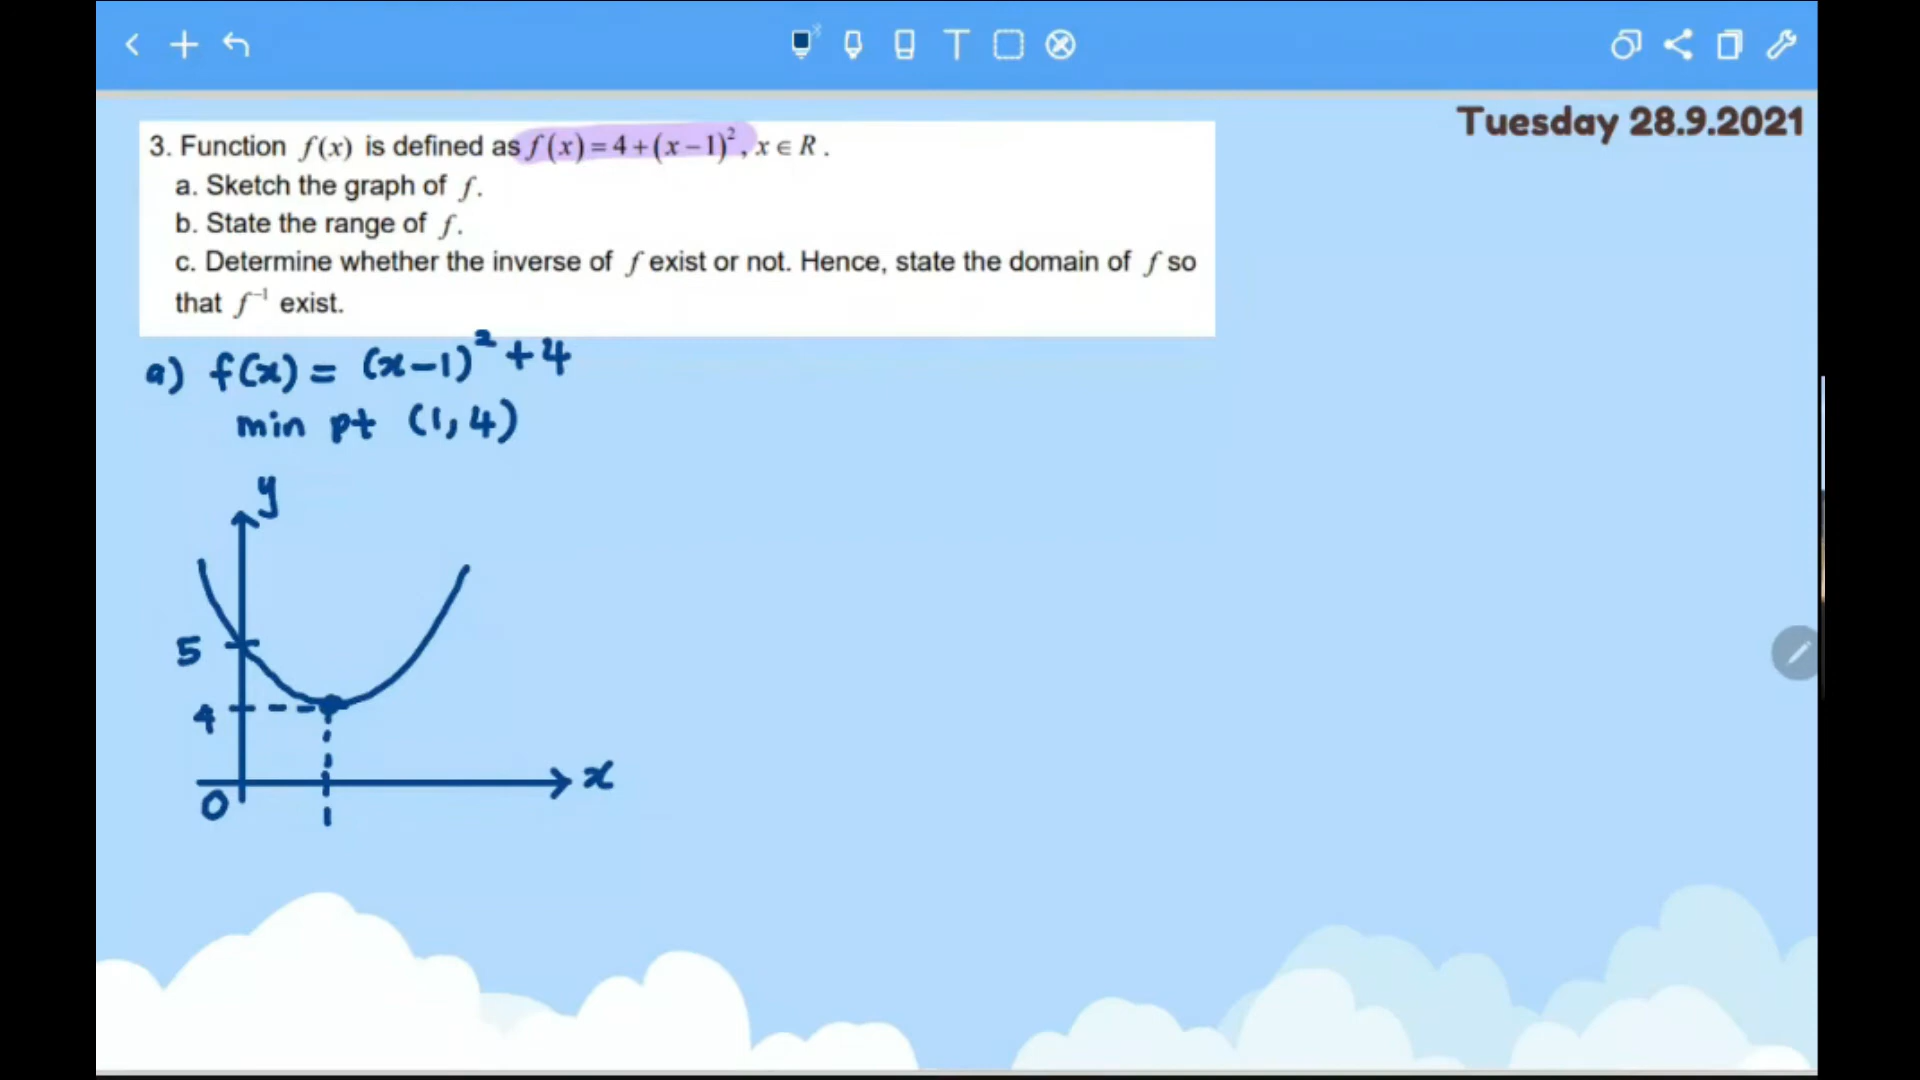 Tuesday 28.9.2021
3. Function f(x) is defined as f(x)=4+(x−1)², x∈R.
a. Sketch the graph of f.
b. State the range of f.
c. Determine whether the inverse of f exist or not. Hence, state the domain of f so
that f⁻¹ exist.
a) f(x) = (x−1)² + 4
min pt (1, 4)
y
5
4
x
0
1